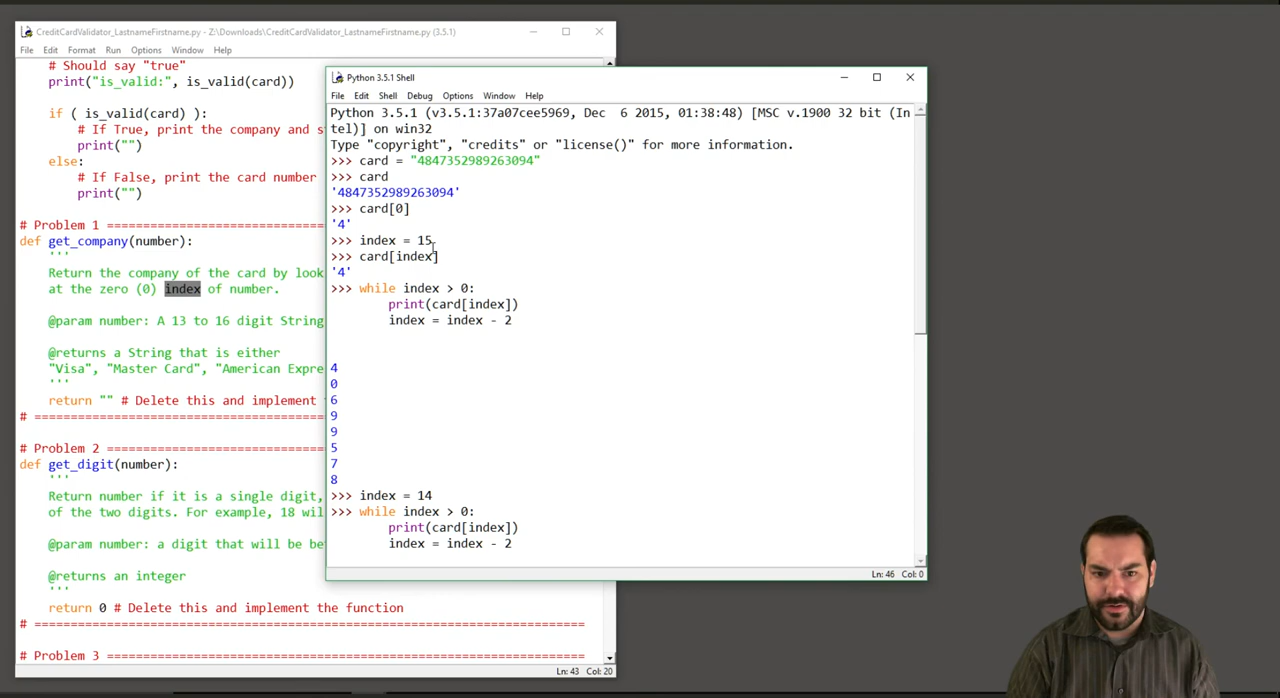 CreditCardValidator_LastnameFirstname.py - Z:\Downloads\CreditCardValidator_LastnameFirstname.py (3.5.1)
File Edit Format Run Options Window Help
# Should say "true"
print("is_valid:", is_valid(card))
if ( is_valid(card) ):
# If True, print the company and
print("")
else:
# If False, print the card number
print("")
# Problem 1 ===========================
def get_company(number):
'''
Return the company of the card by look
at the zero (0) index of number.
@param number: A 13 to 16 digit String
@returns a String that is either
"Visa", "Master Card", "American Expre
'''
return "" # Delete this and implement
# ====================================
# Problem 2 ===========================
def get_digit(number):
'''
Return number if it is a single digit,
of the two digits. For example, 18 wil
@param number: a digit that will be be
@returns an integer
'''
return 0 # Delete this and implement the function
# =====================================================================
# Problem 3 ===========================================================
Ln: 43 Col: 20
Python 3.5.1 Shell
File Edit Shell Debug Options Window Help
Python 3.5.1 (v3.5.1:37a07cee5969, Dec  6 2015, 01:38:48) [MSC v.1900 32 bit (In
tel)] on win32
Type "copyright", "credits" or "license()" for more information.
>>> card = "4847352989263094"
>>> card
'4847352989263094'
>>> card[0]
'4'
>>> index = 15
>>> card[index]
'4'
>>> while index > 0:
print(card[index])
index = index - 2
4
0
6
9
9
5
7
8
>>> index = 14
>>> while index > 0:
print(card[index])
index = index - 2
Ln: 46 Col: 0